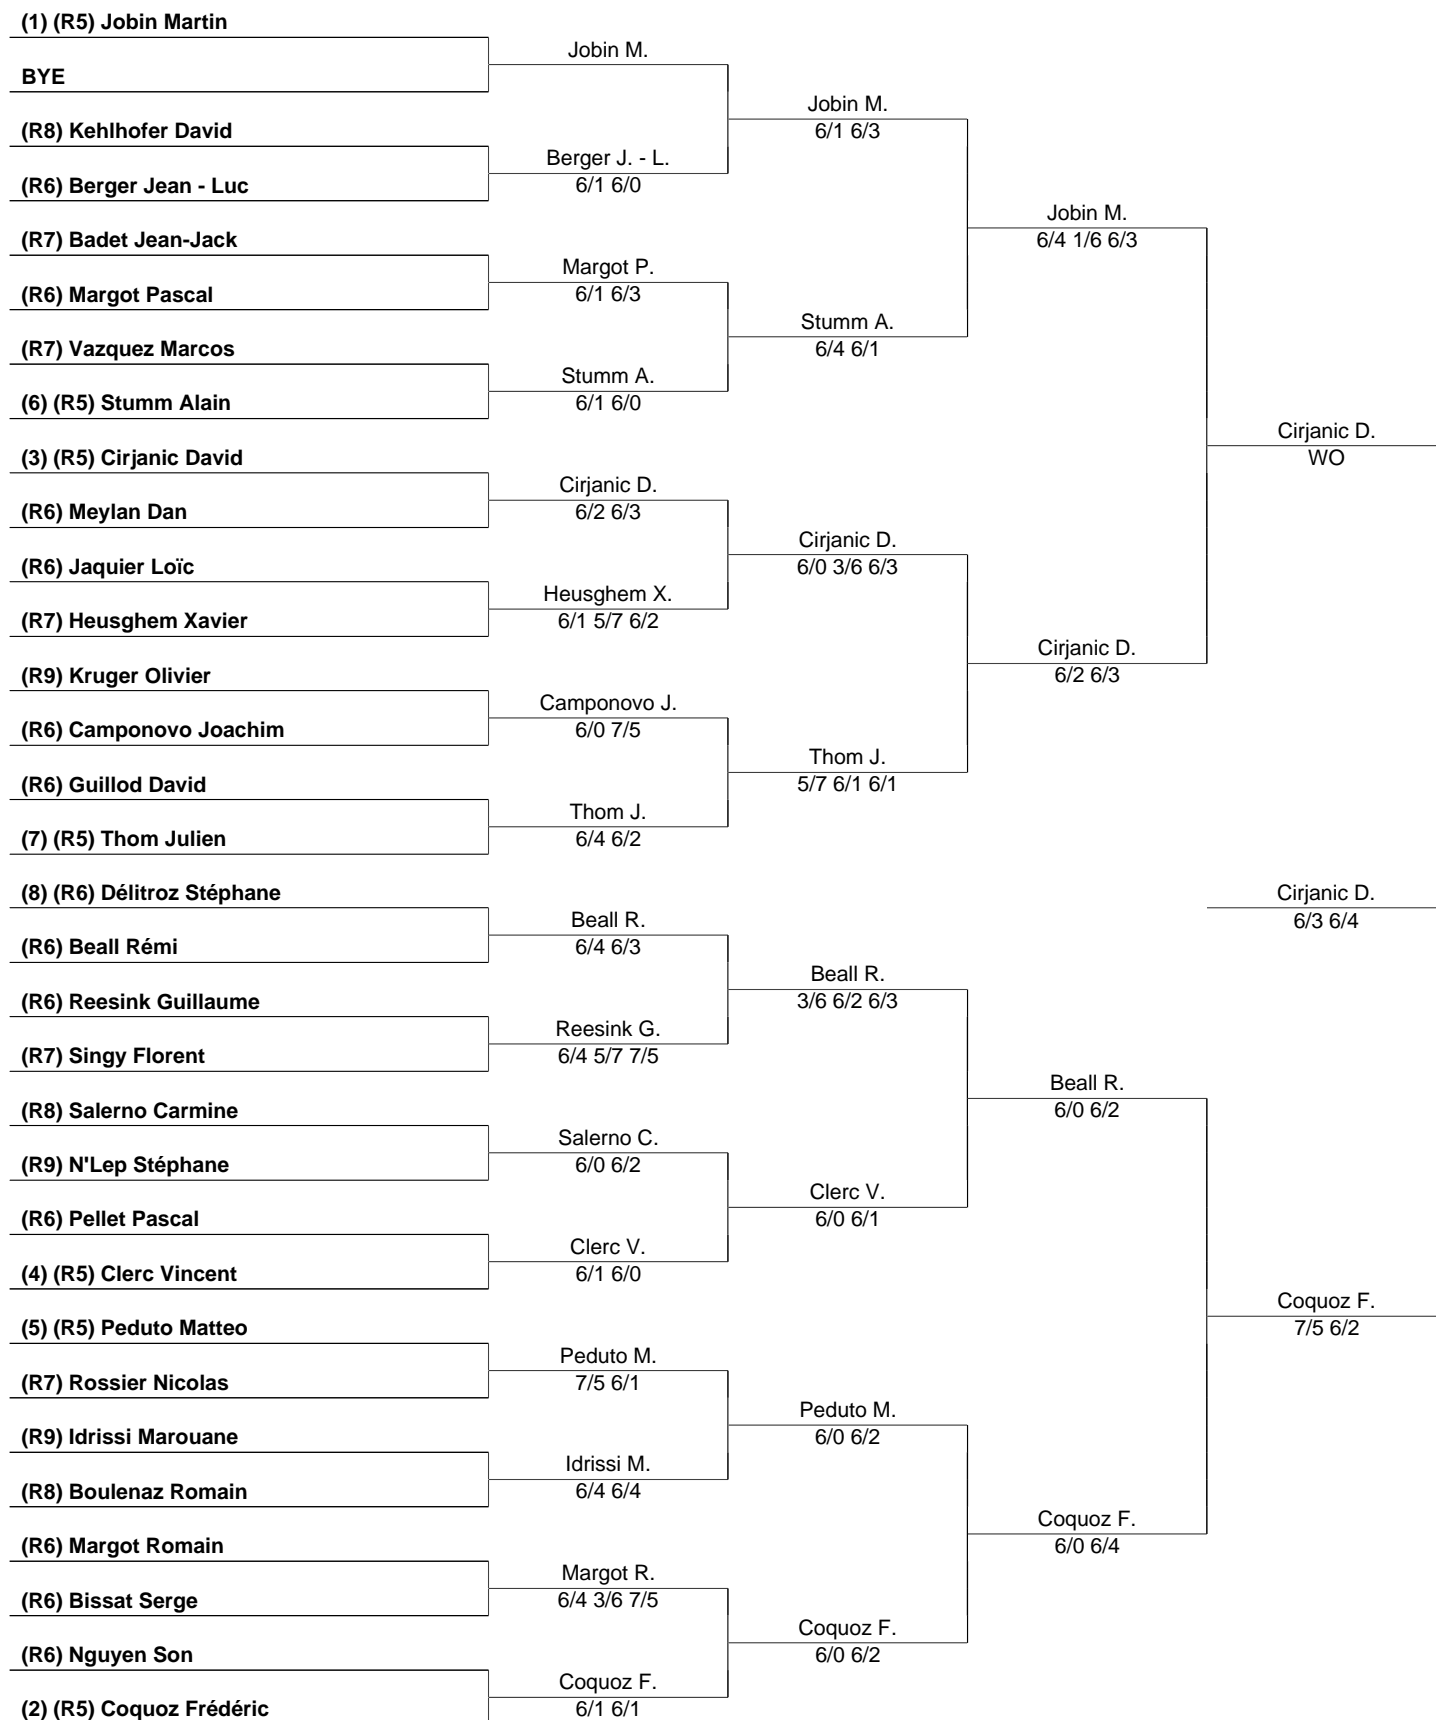 (1) (R5) Jobin Martin
BYE
(R8) Kehlhofer David
(R6) Berger Jean - Luc
(R7) Badet Jean-Jack
(R6) Margot Pascal
(R7) Vazquez Marcos
(6) (R5) Stumm Alain
(3) (R5) Cirjanic David
(R6) Meylan Dan
(R6) Jaquier Loïc
(R7) Heusghem Xavier
(R9) Kruger Olivier
(R6) Camponovo Joachim
(R6) Guillod David
(7) (R5) Thom Julien
(8) (R6) Délitroz Stéphane
(R6) Beall Rémi
(R6) Reesink Guillaume
(R7) Singy Florent
(R8) Salerno Carmine
(R9) N'Lep Stéphane
(R6) Pellet Pascal
(4) (R5) Clerc Vincent
(5) (R5) Peduto Matteo
(R7) Rossier Nicolas
(R9) Idrissi Marouane
(R8) Boulenaz Romain
(R6) Margot Romain
(R6) Bissat Serge
(R6) Nguyen Son
(2) (R5) Coquoz Frédéric
Jobin M.
Berger J. - L.
6/1 6/0
Margot P.
6/1 6/3
Stumm A.
6/1 6/0
Cirjanic D.
6/2 6/3
Heusghem X.
6/1 5/7 6/2
Camponovo J.
6/0 7/5
Thom J.
6/4 6/2
Beall R.
6/4 6/3
Reesink G.
6/4 5/7 7/5
Salerno C.
6/0 6/2
Clerc V.
6/1 6/0
Peduto M.
7/5 6/1
Idrissi M.
6/4 6/4
Margot R.
6/4 3/6 7/5
Coquoz F.
6/1 6/1
Jobin M.
6/1 6/3
Stumm A.
6/4 6/1
Cirjanic D.
6/0 3/6 6/3
Thom J.
5/7 6/1 6/1
Beall R.
3/6 6/2 6/3
Clerc V.
6/0 6/1
Peduto M.
6/0 6/2
Coquoz F.
6/0 6/2
Jobin M.
6/4 1/6 6/3
Cirjanic D.
6/2 6/3
Beall R.
6/0 6/2
Coquoz F.
6/0 6/4
Cirjanic D.
WO
Cirjanic D.
6/3 6/4
Coquoz F.
7/5 6/2